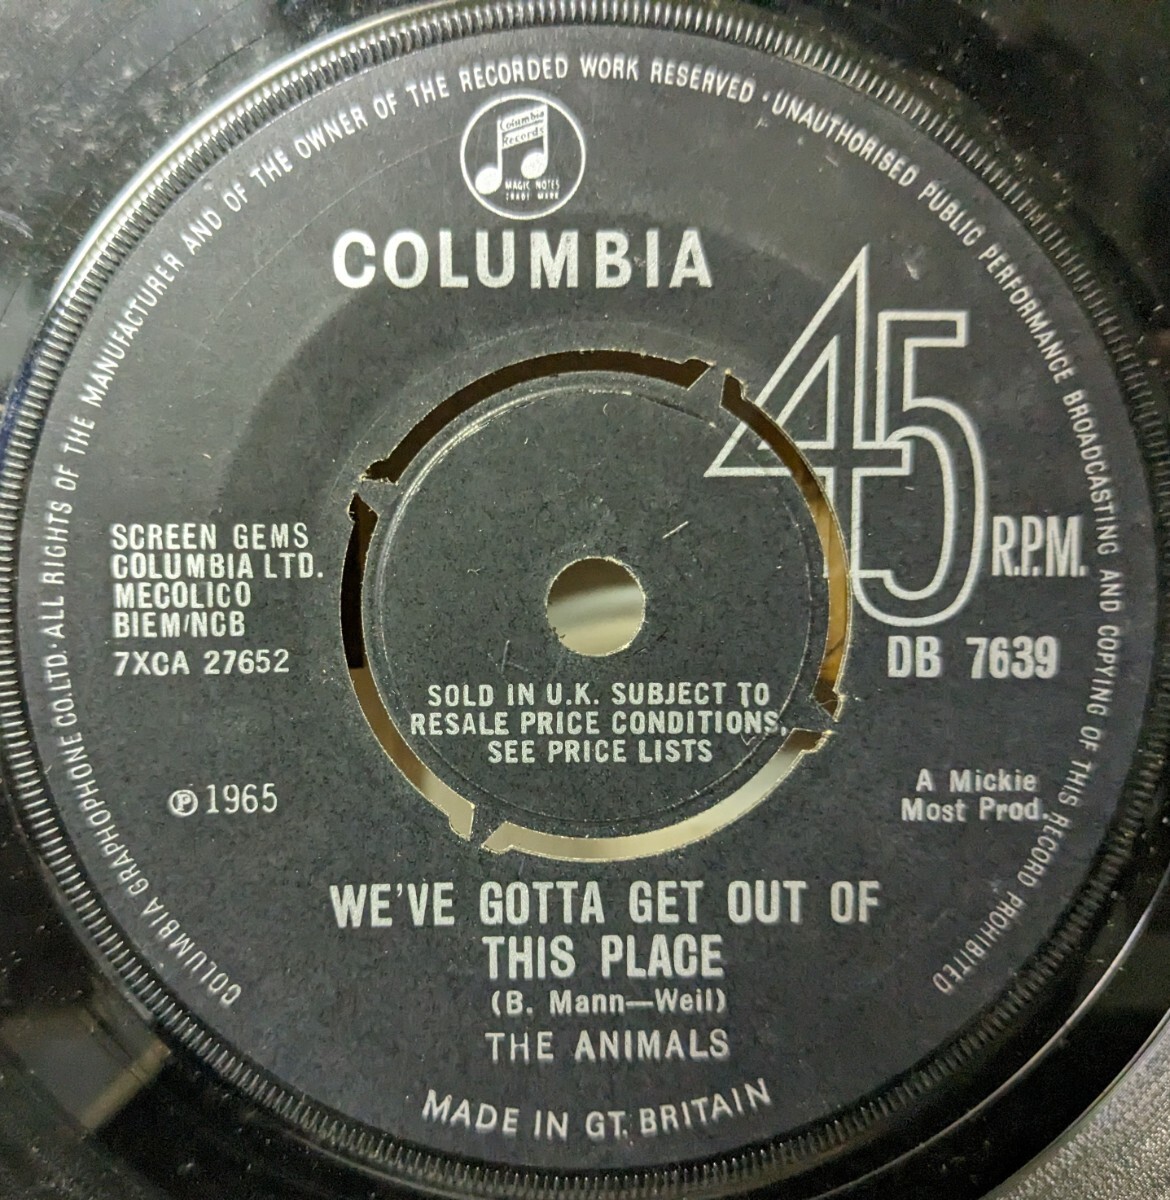 COLUMBIA GRAPHOPHONE CO.LTD. ALL RIGHTS OF THE MANUFACTURER AND OF THE OWNER OF THE RECORDED WORK RESERVED · UNAUTHORISED PUBLIC PERFORMANCE BROADCASTING AND COPYING OF THIS RECORD PROHIBITED
Columbia
Records
MAGIC NOTES
TRADE MARK
COLUMBIA
45
R.P.M.
SCREEN GEMS
COLUMBIA LTD.
MECOLICO
BIEM/NCB
7XCA 27652
DB 7639
SOLD IN U.K. SUBJECT TO
RESALE PRICE CONDITIONS,
SEE PRICE LISTS
℗ 1965
A Mickie
Most Prod.
WE'VE GOTTA GET OUT OF
THIS PLACE
(B. Mann—Weil)
THE ANIMALS
MADE IN GT. BRITAIN